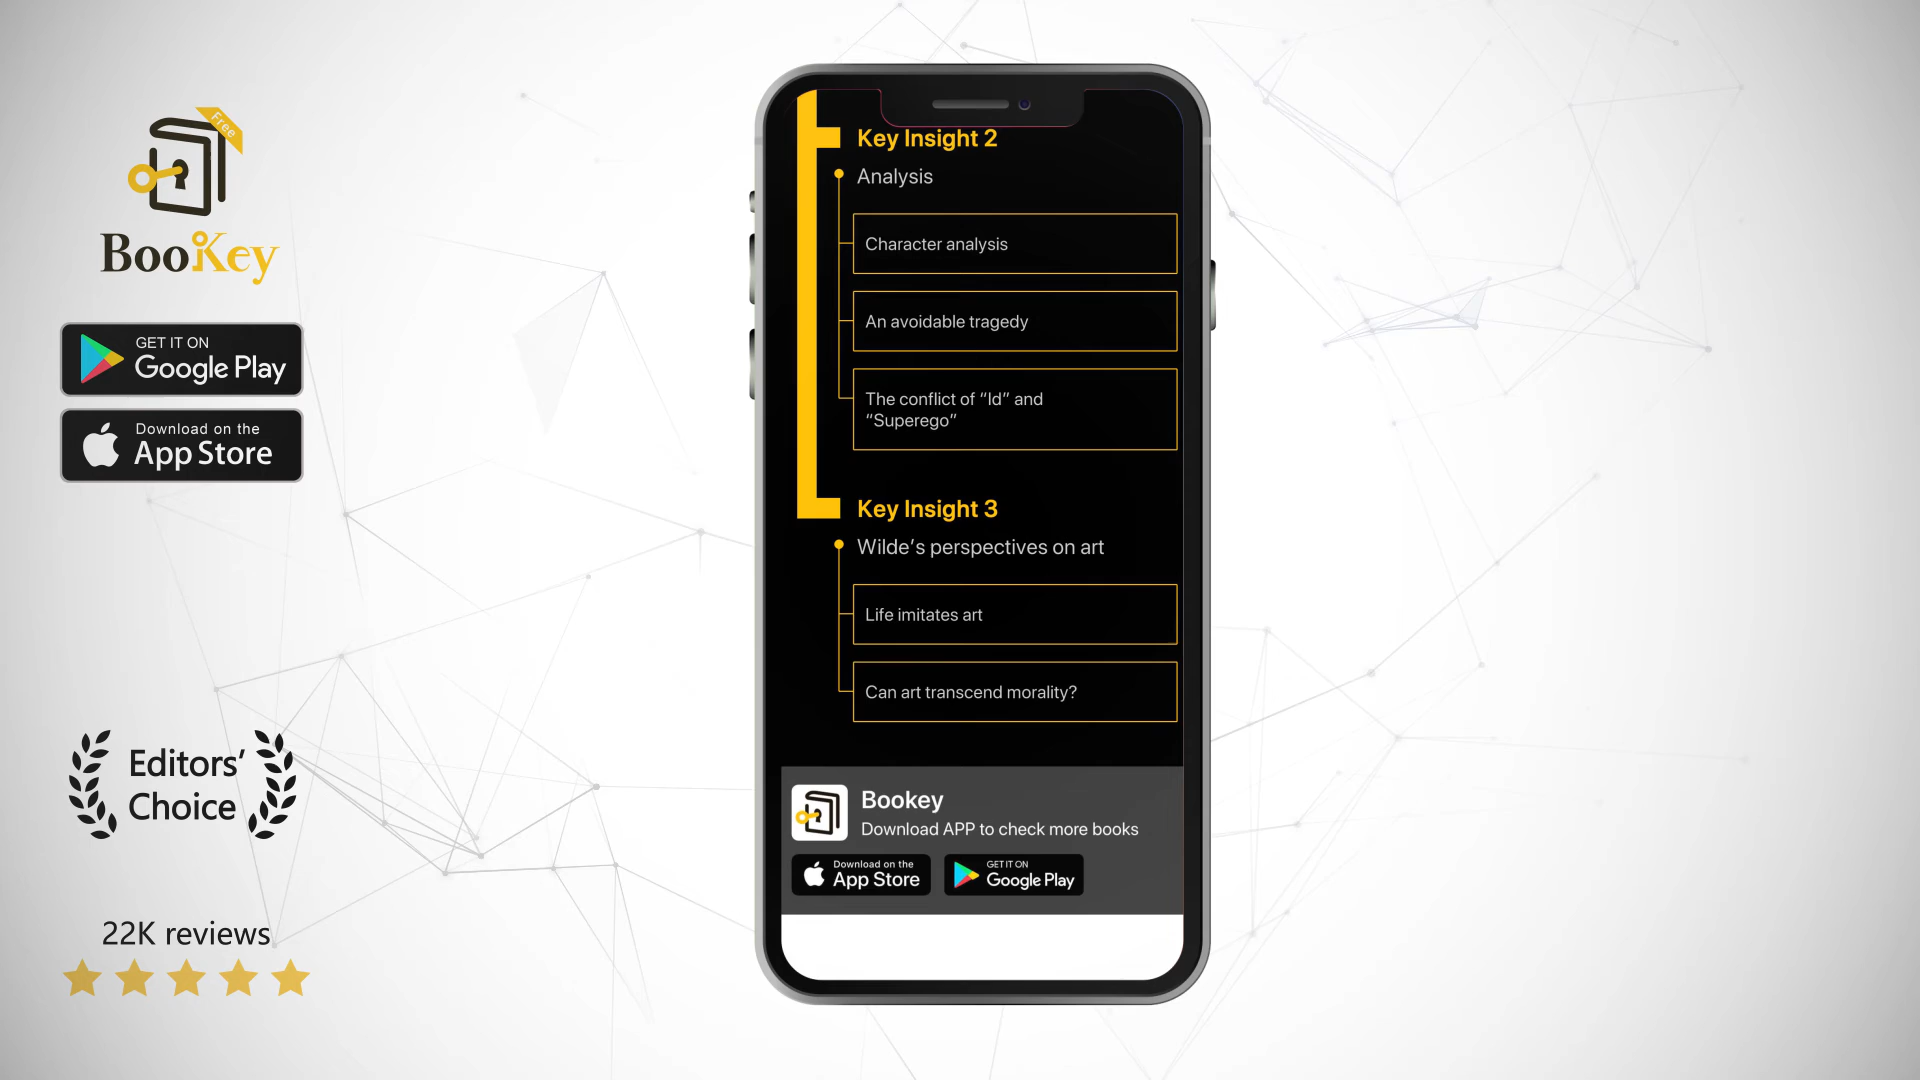 Free
BooKey
GET IT ON
Google Play
Download on the
App Store
Editors’
Choice
22K reviews
Key Insight 2
Analysis
Character analysis
An avoidable tragedy
The conflict of “Id” and
“Superego”
Key Insight 3
Wilde’s perspectives on art
Life imitates art
Can art transcend morality?
Bookey
Download APP to check more books
Download on the
App Store
GET IT ON
Google Play